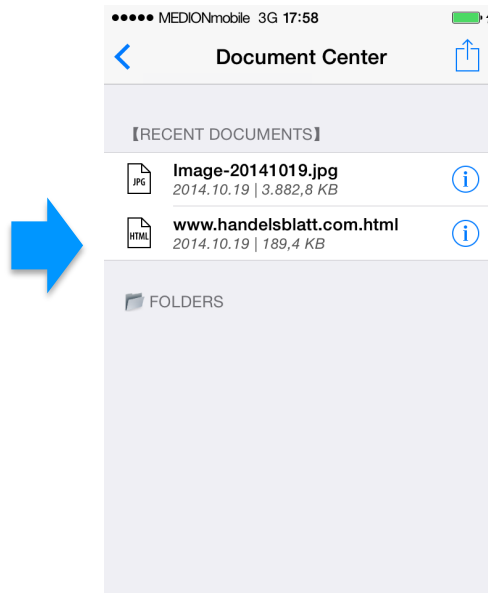 MEDIONmobile 3G 17:58
Document Center
【RECENT DOCUMENTS】
JPG
Image-20141019.jpg
2014.10.19 | 3.882,8 KB
HTML
www.handelsblatt.com.html
2014.10.19 | 189,4 KB
FOLDERS